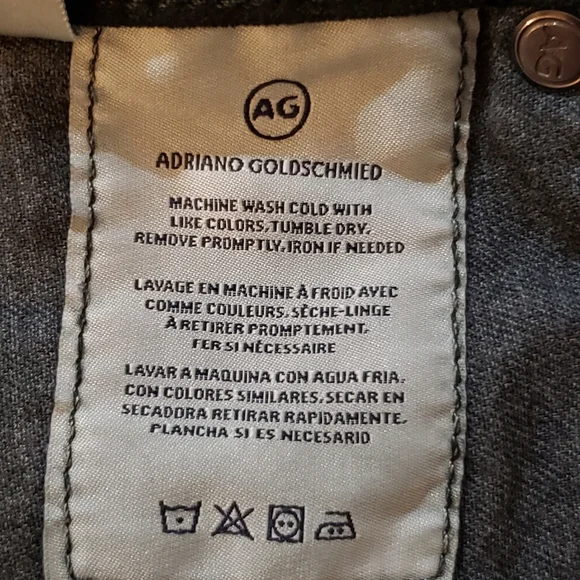 AG
AG
ADRIANO GOLDSCHMIED
MACHINE WASH COLD WITH
LIKE COLORS, TUMBLE DRY.
REMOVE PROMPTLY, IRON IF NEEDED
LAVAGE EN MACHINE À FROID AVEC
COMME COULEURS. SÈCHE-LINGE
À RETIRER PROMPTEMENT.
FER SI NÉCESSAIRE
LAVAR A MAQUINA CON AGUA FRIA.
CON COLORES SIMILARES, SECAR EN
SECADORA RETIRAR RAPIDAMENTE.
PLANCHA SI ES NECESARIO